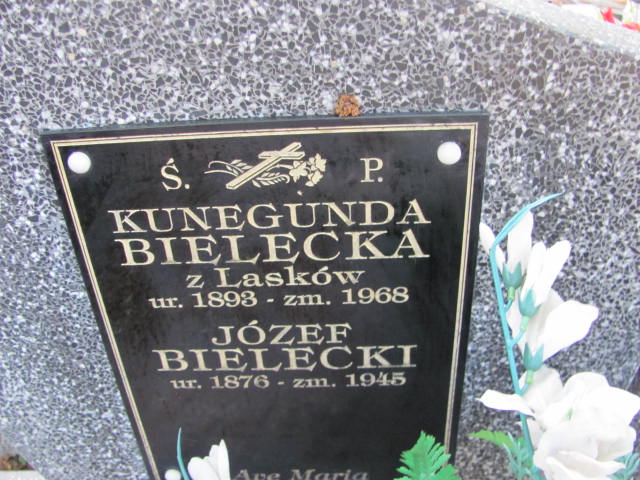 Ś. P.
KUNEGUNDA
BIELECKA
z Lasków
ur. 1893 - zm. 1968
JÓZEF
BIELECKI
ur. 1876 - zm. 1945
Ave Maria